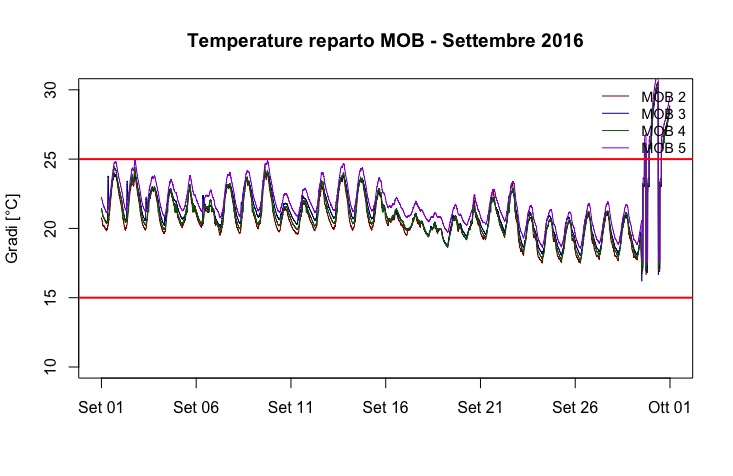 Temperature reparto MOB - Settembre 2016
Gradi [°C]
30
25
20
15
10
MOB 2
MOB 3
MOB 4
MOB 5
Set 01
Set 06
Set 11
Set 16
Set 21
Set 26
Ott 01